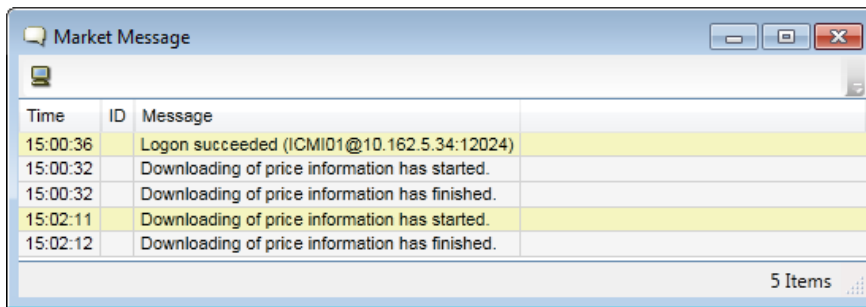 Market Message
Time ID Message
15:00:36 Logon succeeded (ICMI01@10.162.5.34:12024)
15:00:32 Downloading of price information has started.
15:00:32 Downloading of price information has finished.
15:02:11 Downloading of price information has started.
15:02:12 Downloading of price information has finished.
5 Items